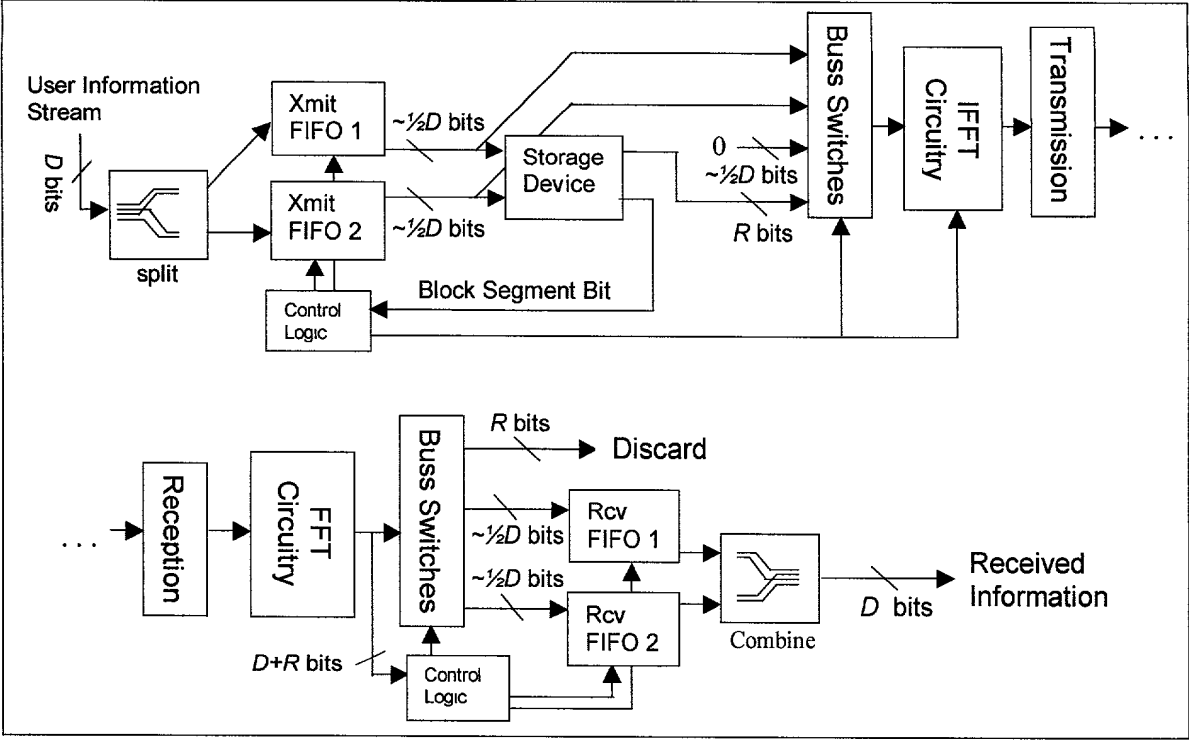 User Information
Stream
D bits
split
Xmit
FIFO 1
Xmit
FIFO 2
Control
Logic
~½D bits
~½D bits
Storage
Device
Block Segment Bit
0
~½D bits
R bits
Buss Switches
IFFT
Circuitry
Transmission
. . .
. . .
Reception
FFT
Circuitry
D+R bits
Buss Switches
Control
Logic
R bits
Discard
~½D bits
~½D bits
Rcv
FIFO 1
Rcv
FIFO 2
Combine
D bits
Received
Information